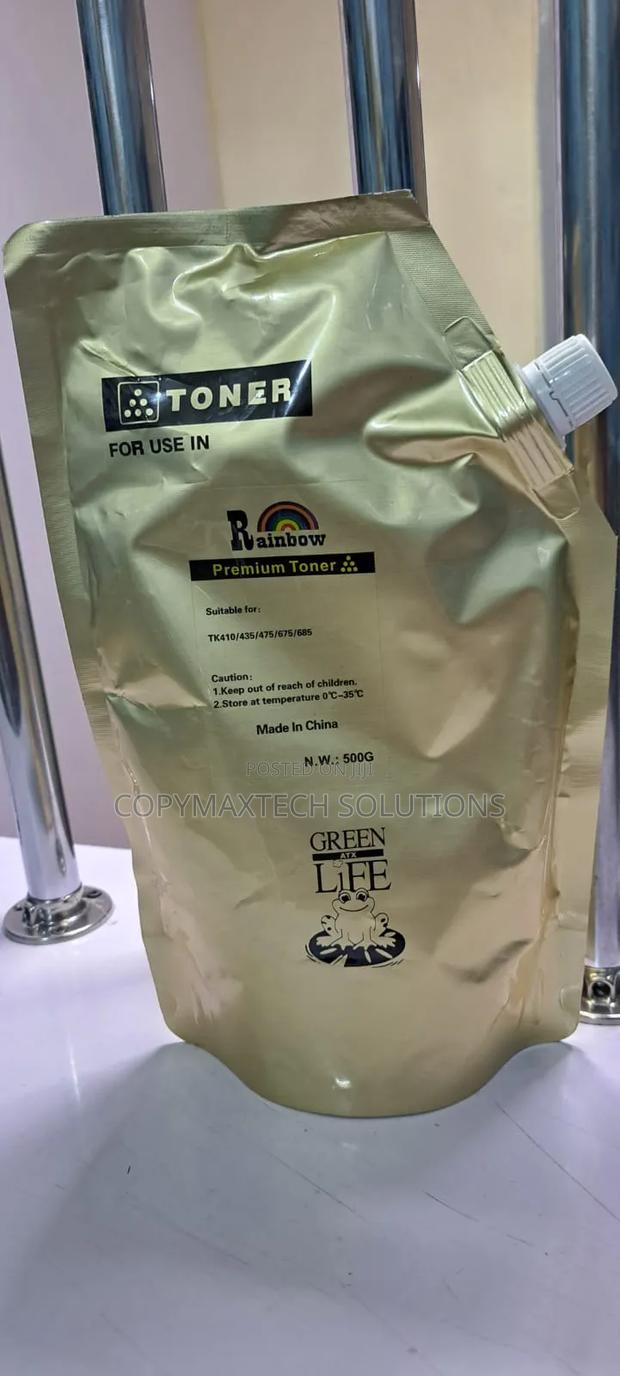 TONER
FOR USE IN
Rainbow
Premium Toner
Suitable for:
TK410/435/475/675/685
Caution:
1.Keep out of reach of children.
2.Store at temperature 0℃-35℃
Made In China
N.W.: 500G
POSTED ON JIJI
COPYMAXTECH SOLUTIONS
GREEN
ATX
LiFE